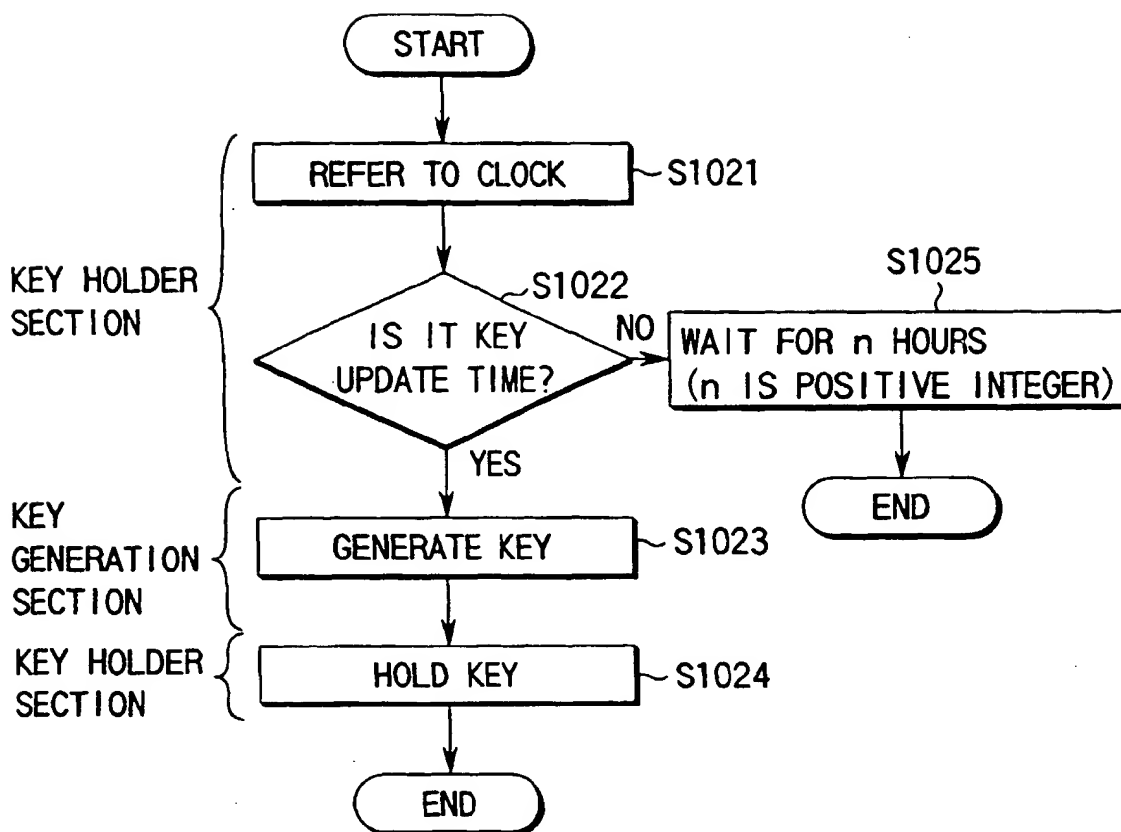 START
REFER TO CLOCK
S1021
KEY HOLDER
SECTION
S1022
IS IT KEY
UPDATE TIME?
NO
S1025
WAIT FOR n HOURS
(n IS POSITIVE INTEGER)
END
YES
KEY
GENERATION
SECTION
GENERATE KEY
S1023
KEY HOLDER
SECTION
HOLD KEY
S1024
END